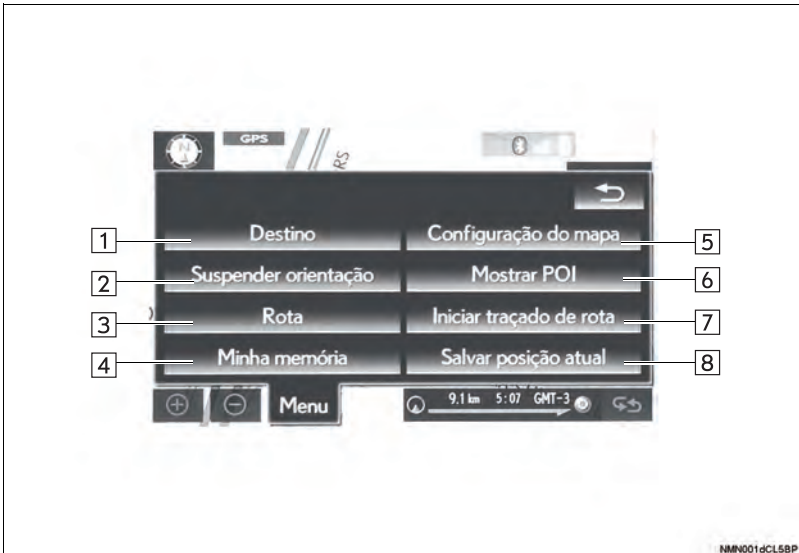 GPS
RS
1 Destino Configuração do mapa 5
2 Suspender orientação Mostrar POI 6
3 Rota Iniciar traçado de rota 7
4 Minha memória Salvar posição atual 8
Menu 9.1 km 5:07 GMT-3
NMN001dCL5BP